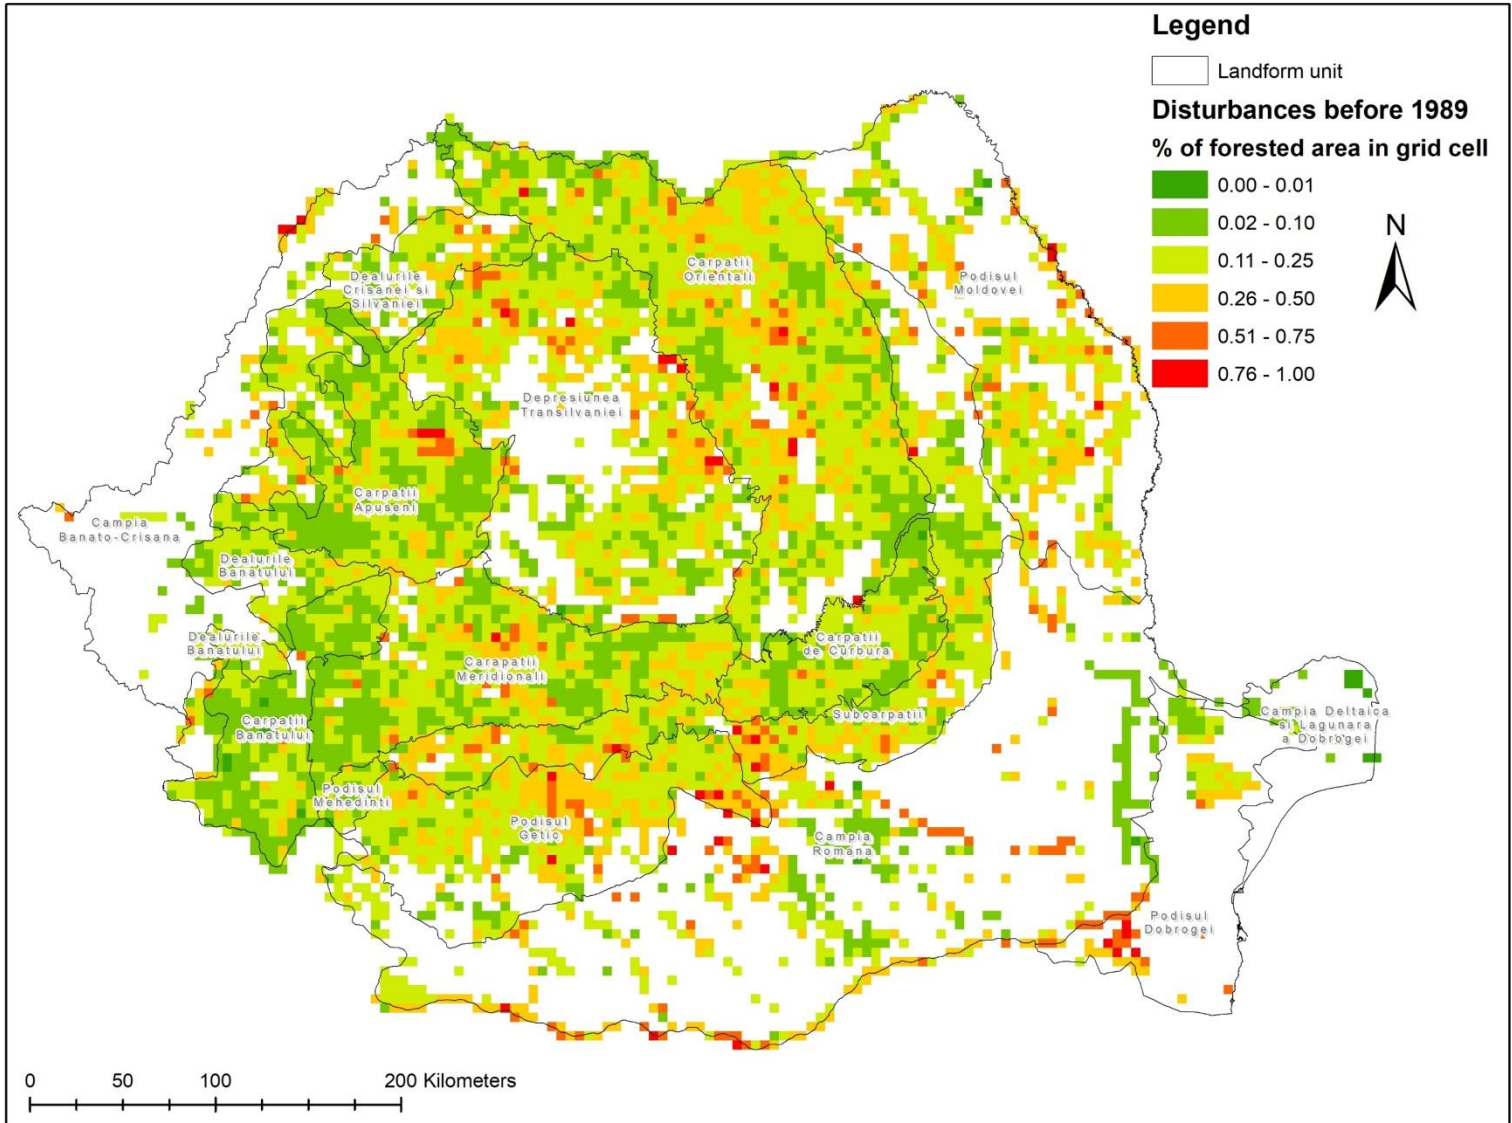 Legend
Landform unit
Disturbances before 1989
% of forested area in grid cell
0.00 - 0.01
0.02 - 0.10
0.11 - 0.25
0.26 - 0.50
0.51 - 0.75
0.76 - 1.00
N
Carpatii
Orientali
Podisul
Moldovei
Dealurile
Crisanei si
Silvaniei
Depresiunea
Transilvaniei
Carpatii
Apuseni
Campia
Banato-Crisana
Dealurile
Banatului
Dealurile
Banatului
Carapatii
Meridionali
Carpatii
de Curbura
Subcarpatii
Campia Deltaica
si Lagunara
a Dobrogei
Carpatii
Banatului
Podisul
Mehedinti
Podisul
Getic
Campia
Romana
Podisul
Dobrogei
0 50 100 200 Kilometers